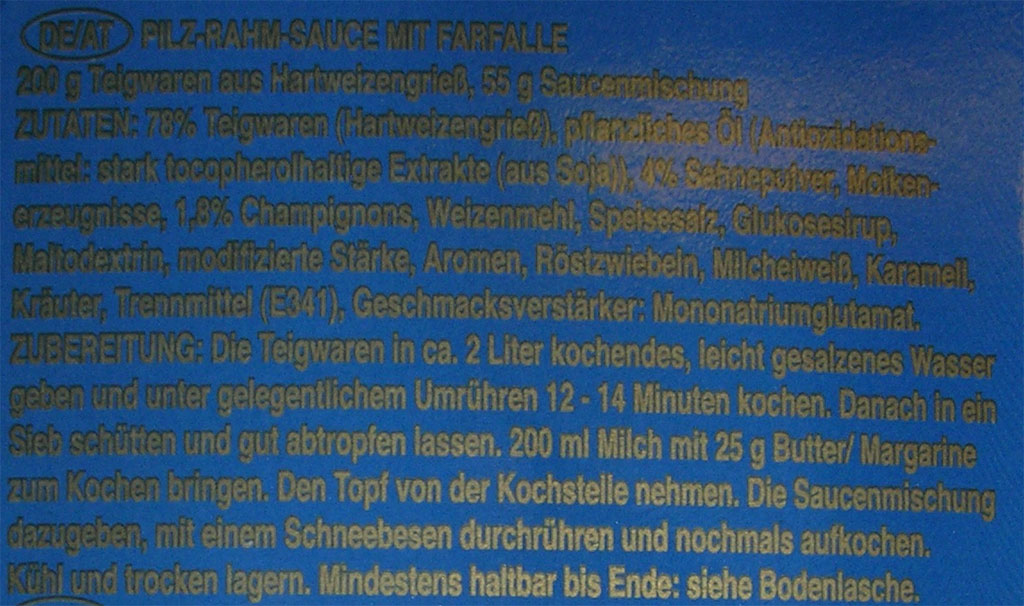 DE/AT PILZ-RAHM-SAUCE MIT FARFALLE
200 g Teigwaren aus Hartweizengrieß, 55 g Saucenmischung
ZUTATEN: 78% Teigwaren (Hartweizengrieß), pflanzliches Öl (Antioxidations-
mittel: stark tocopherolhaltige Extrakte (aus Soja)), 4% Sahnepulver, Molken-
erzeugnisse, 1,8% Champignons, Weizenmehl, Speisesalz, Glukosesirup,
Maltodextrin, modifizierte Stärke, Aromen, Röstzwiebeln, Milcheiweiß, Karamell,
Kräuter, Trennmittel (E341), Geschmacksverstärker: Mononatriumglutamat.
ZUBEREITUNG: Die Teigwaren in ca. 2 Liter kochendes, leicht gesalzenes Wasser
geben und unter gelegentlichem Umrühren 12 - 14 Minuten kochen. Danach in ein
Sieb schütten und gut abtropfen lassen. 200 ml Milch mit 25 g Butter/ Margarine
zum Kochen bringen. Den Topf von der Kochstelle nehmen. Die Saucenmischung
dazugeben, mit einem Schneebesen durchrühren und nochmals aufkochen.
Kühl und trocken lagern. Mindestens haltbar bis Ende: siehe Bodenlasche.